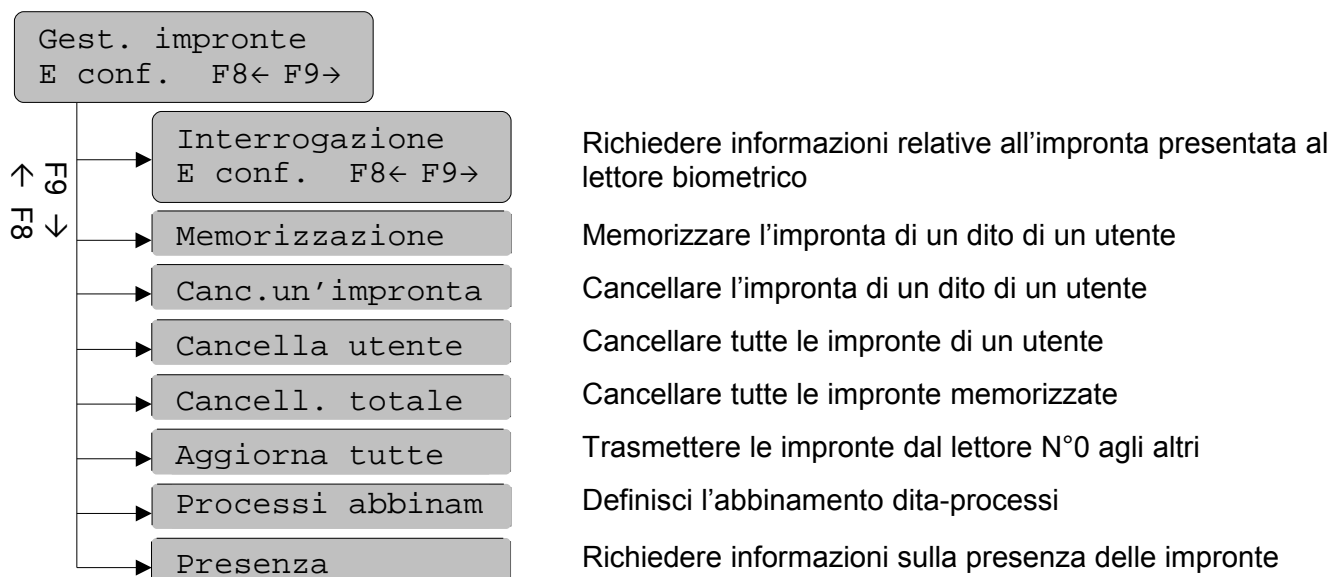 Gest. impronte
E conf. F8← F9→
Interrogazione
E conf. F8← F9→
Richiedere informazioni relative all’impronta presentata al
lettore biometrico
F9 →
← F8
Memorizzazione
Memorizzare l’impronta di un dito di un utente
Canc.un’impronta
Cancellare l’impronta di un dito di un utente
Cancella utente
Cancellare tutte le impronte di un utente
Cancell. totale
Cancellare tutte le impronte memorizzate
Aggiorna tutte
Trasmettere le impronte dal lettore N°0 agli altri
Processi abbinam
Definisci l’abbinamento dita-processi
Presenza
Richiedere informazioni sulla presenza delle impronte